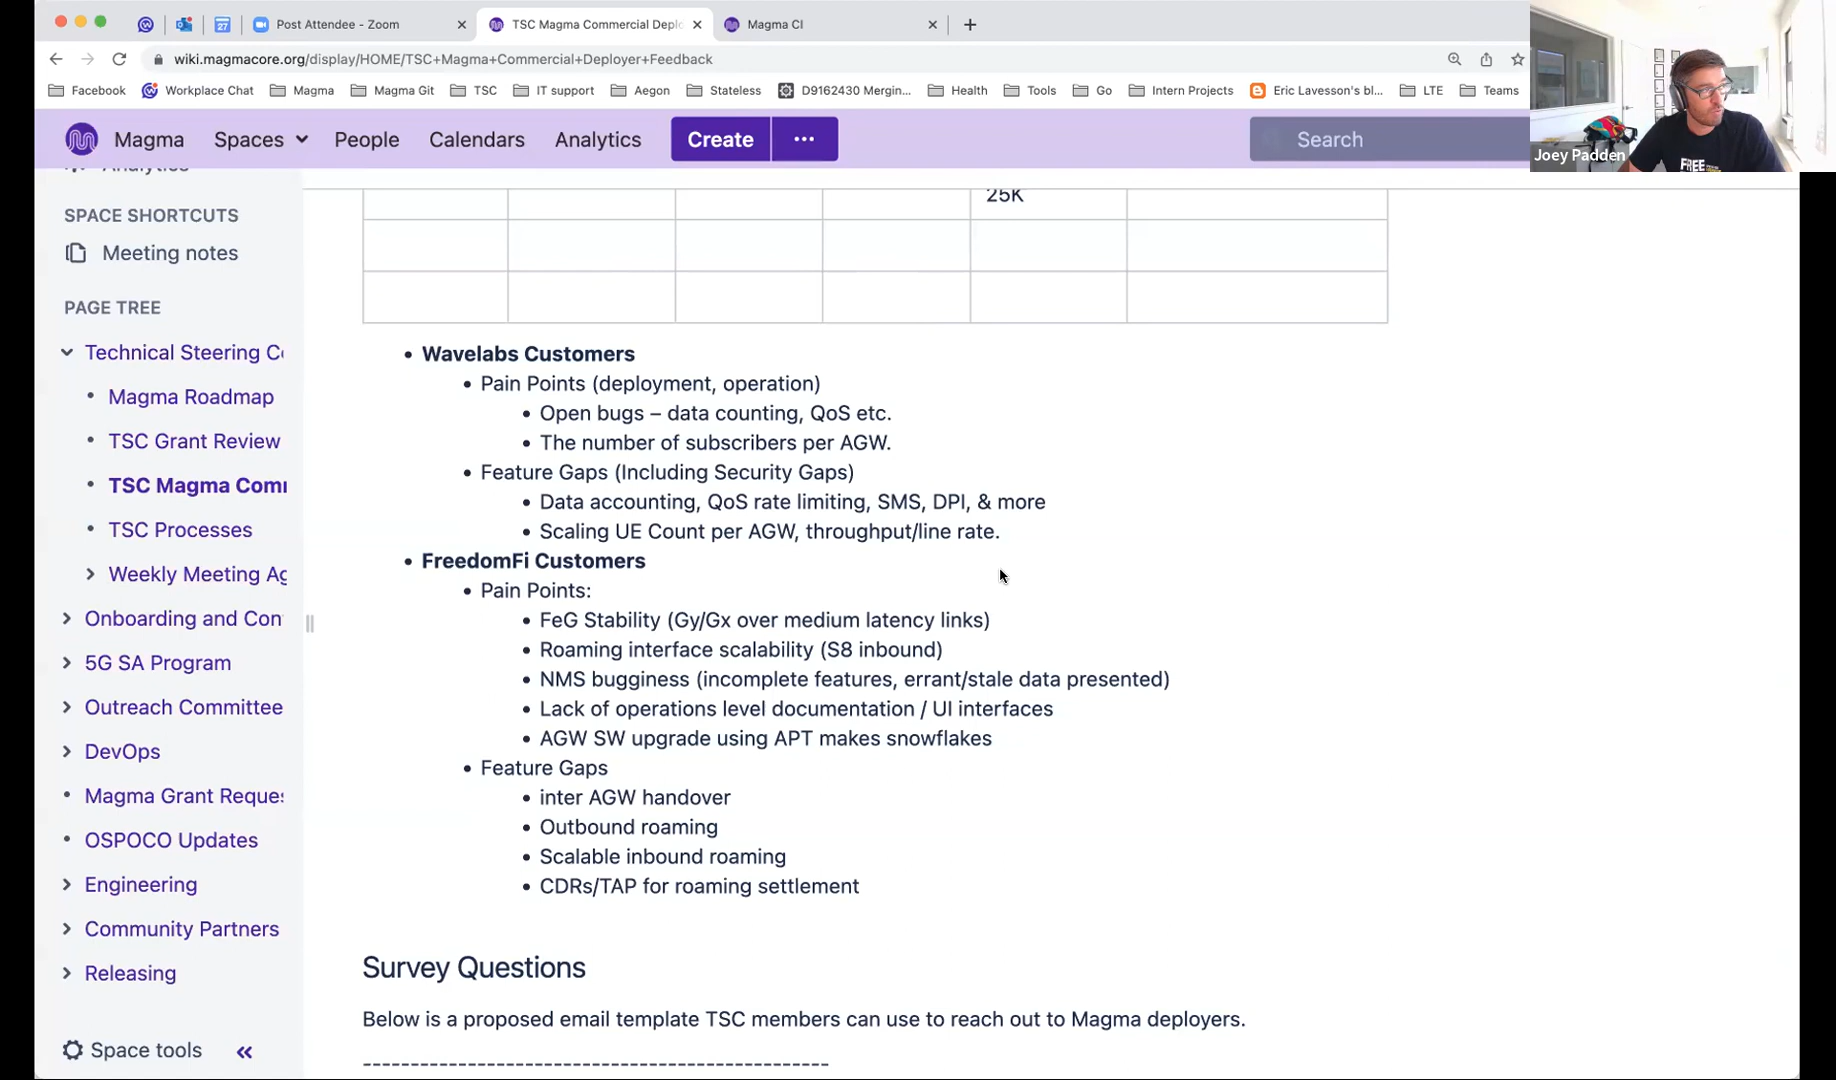 Post Attendee - Zoom
TSC Magma Commercial Deplo
Magma CI
wiki.magmacore.org/display/HOME/TSC+Magma+Commercial+Deployer+Feedback
Facebook
Workplace Chat
Magma
Magma Git
TSC
IT support
Aegon
Stateless
D9162430 Mergin...
Health
Tools
Go
Intern Projects
Eric Lavesson's bl...
LTE
Teams
Joey Padden
FREE
Magma
Spaces
People
Calendars
Analytics
Create
Search
Analytics
SPACE SHORTCUTS
Meeting notes
PAGE TREE
Technical Steering Co
Magma Roadmap
TSC Grant Review
TSC Magma Comm
TSC Processes
Weekly Meeting Ag
Onboarding and Con
5G SA Program
Outreach Committee
DevOps
Magma Grant Reques
OSPOCO Updates
Engineering
Community Partners
Releasing
Space tools
25K
Wavelabs Customers
Pain Points (deployment, operation)
Open bugs – data counting, QoS etc.
The number of subscribers per AGW.
Feature Gaps (Including Security Gaps)
Data accounting, QoS rate limiting, SMS, DPI, & more
Scaling UE Count per AGW, throughput/line rate.
FreedomFi Customers
Pain Points:
FeG Stability (Gy/Gx over medium latency links)
Roaming interface scalability (S8 inbound)
NMS bugginess (incomplete features, errant/stale data presented)
Lack of operations level documentation / UI interfaces
AGW SW upgrade using APT makes snowflakes
Feature Gaps
inter AGW handover
Outbound roaming
Scalable inbound roaming
CDRs/TAP for roaming settlement
Survey Questions
Below is a proposed email template TSC members can use to reach out to Magma deployers.
------------------------------------------------